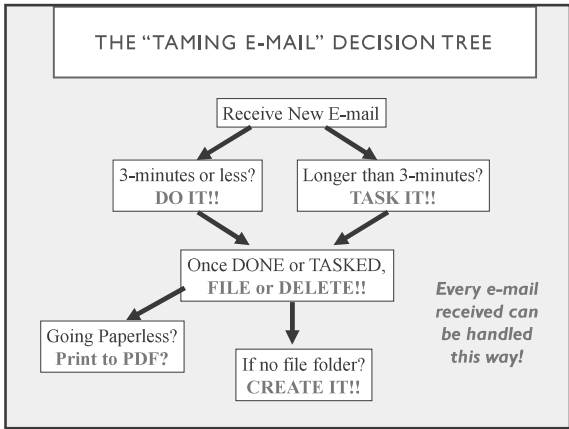 THE “TAMING E-MAIL” DECISION TREE
Receive New E-mail
3-minutes or less?
DO IT!!
Longer than 3-minutes?
TASK IT!!
Once DONE or TASKED,
FILE or DELETE!!
Going Paperless?
Print to PDF?
If no file folder?
CREATE IT!!
Every e-mail
received can
be handled
this way!